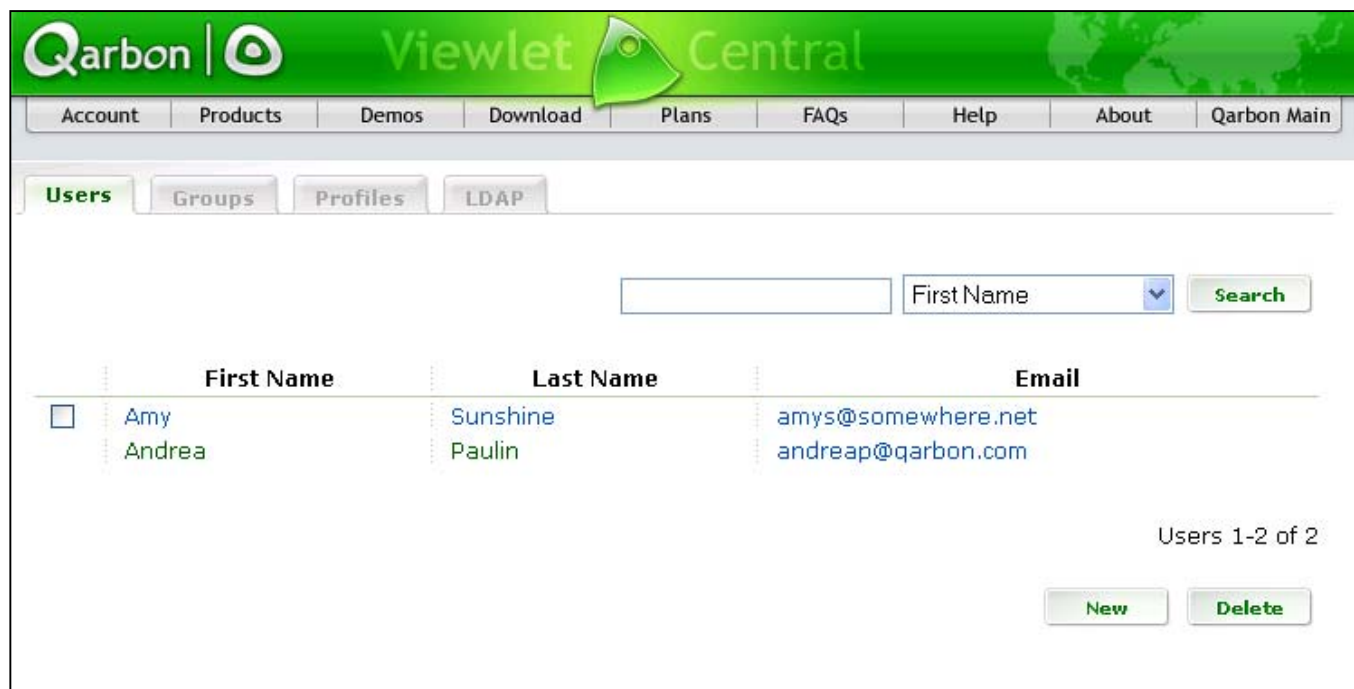 Qarbon Viewlet Central
Account Products Demos Download Plans FAQs Help About Qarbon Main
Users Groups Profiles LDAP
First Name Search
First Name Last Name Email
Amy Sunshine amys@somewhere.net
Andrea Paulin andreap@qarbon.com
Users 1-2 of 2
New Delete